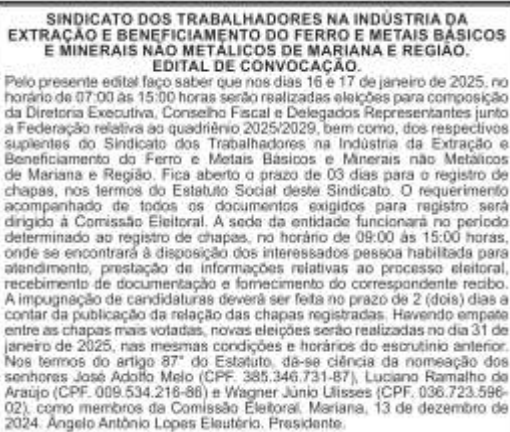 SINDICATO DOS TRABALHADORES NA INDÚSTRIA DA
EXTRAÇÃO E BENEFICIAMENTO DO FERRO E METAIS BÁSICOS
E MINERAIS NÃO METÁLICOS DE MARIANA E REGIÃO.
EDITAL DE CONVOCAÇÃO.
Pelo presente edital faço saber que nos dias 16 e 17 de janeiro de 2025, no
horário de 07:00 às 15:00 horas serão realizadas eleições para composição
da Diretoria Executiva, Conselho Fiscal e Delegados Representantes junto
a Federação relativa ao quadriênio 2025/2029, bem como, dos respectivos
suplentes do Sindicato dos Trabalhadores na Indústria da Extração e
Beneficiamento do Ferro e Metais Básicos e Minerais não Metálicos
de Mariana e Região. Fica aberto o prazo de 03 dias para o registro de
chapas, nos termos do Estatuto Social deste Sindicato. O requerimento
acompanhado de todos os documentos exigidos para registro será
dirigido à Comissão Eleitoral. A sede da entidade funcionará no período
determinado ao registro de chapas, no horário de 09:00 às 15:00 horas,
onde se encontrará à disposição dos interessados pessoa habilitada para
atendimento, prestação de informações relativas ao processo eleitoral,
recebimento de documentação e fornecimento do correspondente recibo.
A impugnação de candidaturas deverá ser feita no prazo de 2 (dois) dias a
contar da publicação da relação das chapas registradas. Havendo empate
entre as chapas mais votadas, novas eleições serão realizadas no dia 31 de
janeiro de 2025, nas mesmas condições e horários do escrutínio anterior.
Nos termos do artigo 87° do Estatuto, dá-se ciência da nomeação dos
senhores José Adolfo Melo (CPF. 385.346.731-87), Luciano Ramalho de
Araújo (CPF. 009.534.216-86) e Wagner Júnio Ulisses (CPF. 036.723.596-
02), como membros da Comissão Eleitoral. Mariana, 13 de dezembro de
2024. Ângelo Antônio Lopes Eleutério. Presidente.